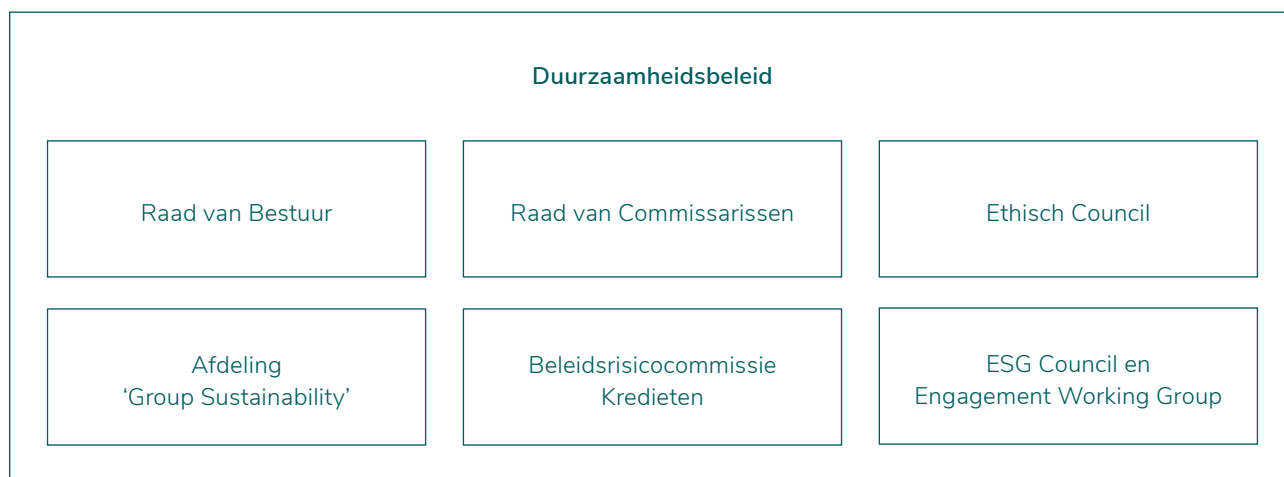 Duurzaamheidsbeleid
Raad van Bestuur
Raad van Commissarissen
Ethisch Council
Afdeling
‘Group Sustainability’
Beleidsrisicocommissie
Kredieten
ESG Council en
Engagement Working Group